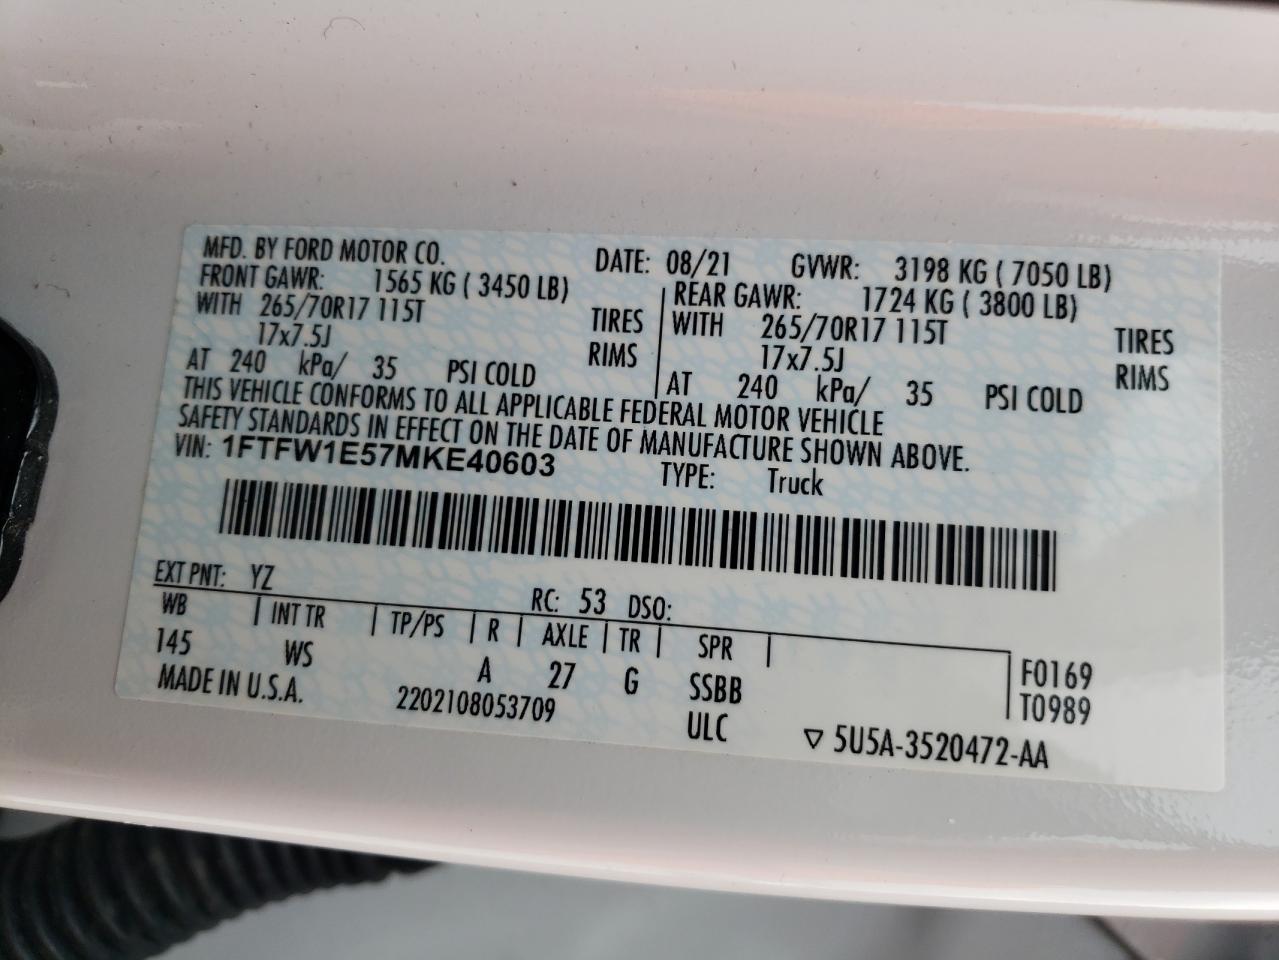 MFD. BY FORD MOTOR CO. DATE: 08/21 GVWR: 3198 KG ( 7050 LB)
FRONT GAWR: 1565 KG ( 3450 LB) REAR GAWR: 1724 KG ( 3800 LB)
WITH 265/70R17 115T TIRES WITH 265/70R17 115T TIRES
17x7.5J RIMS 17x7.5J RIMS
AT 240 kPa/ 35 PSI COLD AT 240 kPa/ 35 PSI COLD
THIS VEHICLE CONFORMS TO ALL APPLICABLE FEDERAL MOTOR VEHICLE
SAFETY STANDARDS IN EFFECT ON THE DATE OF MANUFACTURE SHOWN ABOVE.
VIN: 1FTFW1E57MKE40603 TYPE: Truck
EXT PNT: YZ RC: 53 DSO:
WB INT TR TP/PS R AXLE TR SPR
145 WS A 27 G SSBB F0169
MADE IN U.S.A. 2202108053709 ULC T0989
▽ 5U5A-3520472-AA